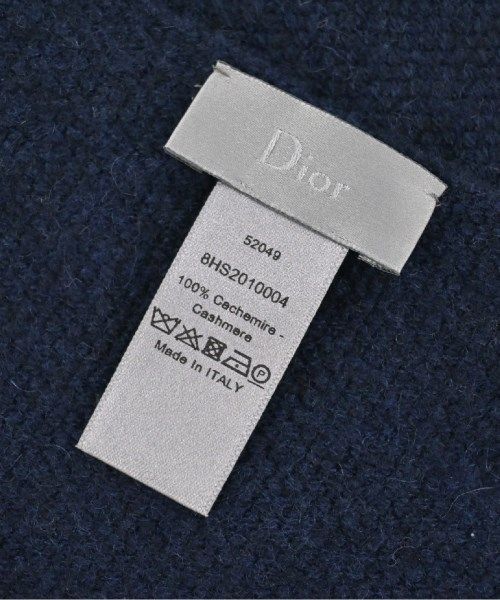 Dior
52049
8HS2010004
100% Cachemire -
Cashmere
P
Made In ITALY